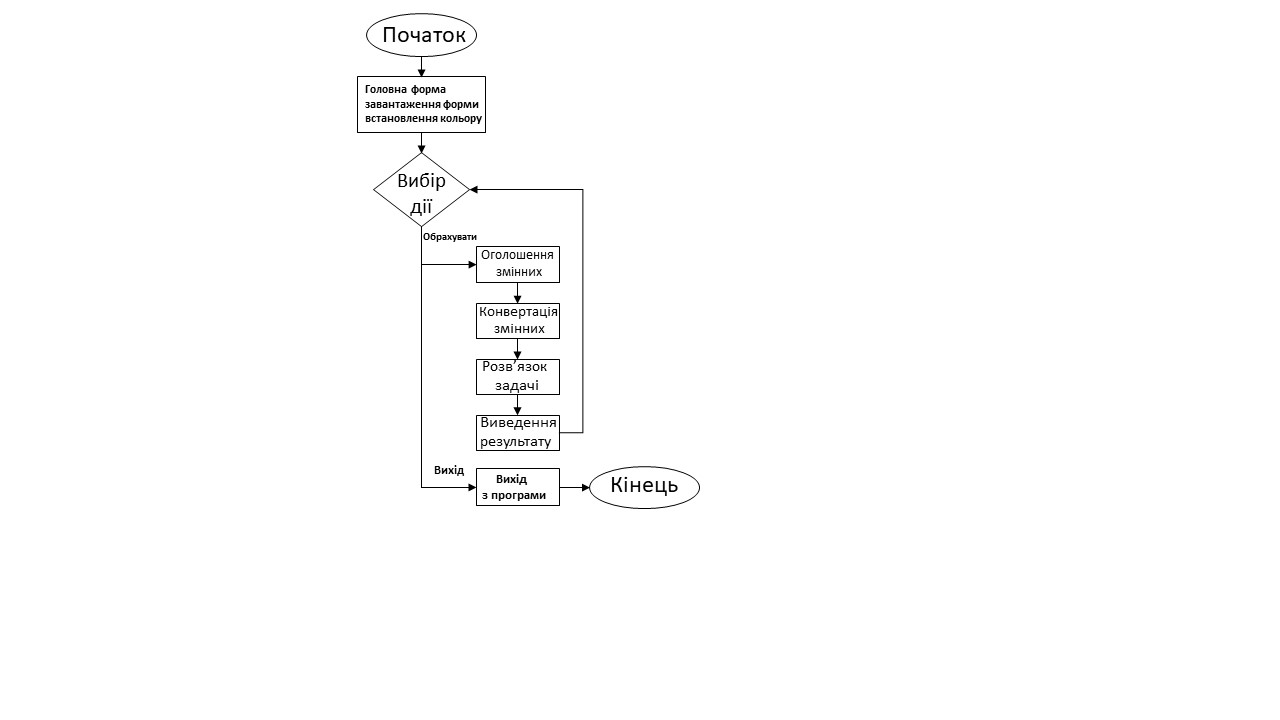 Початок
Головна форма
завантаження форми
встановлення кольору
Вибір
дії
Обрахувати
Оголошення
змінних
Конвертація
змінних
Розв’язок
задачі
Виведення
результату
Вихід
Вихід
з програми
Кінець